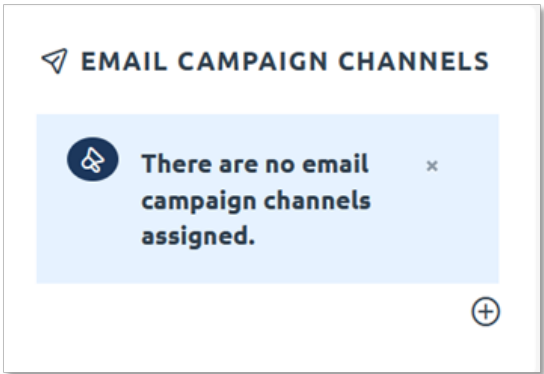 EMAIL CAMPAIGN CHANNELS
There are no email
campaign channels
assigned.